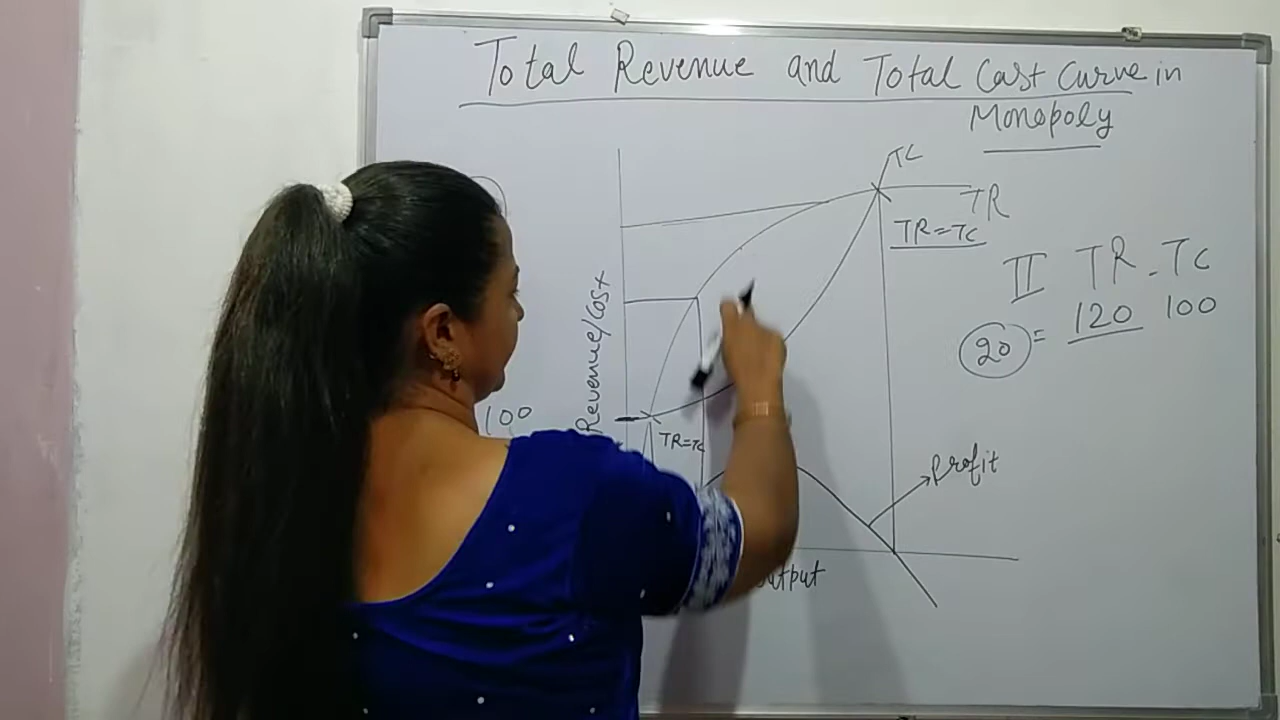 Total Revenue and Total Cost Curve in
Monopoly
TC
TR
TR=TC
II TR - TC
20 = 120 100
Revenue/Cost
100
TR=TC
Profit
output